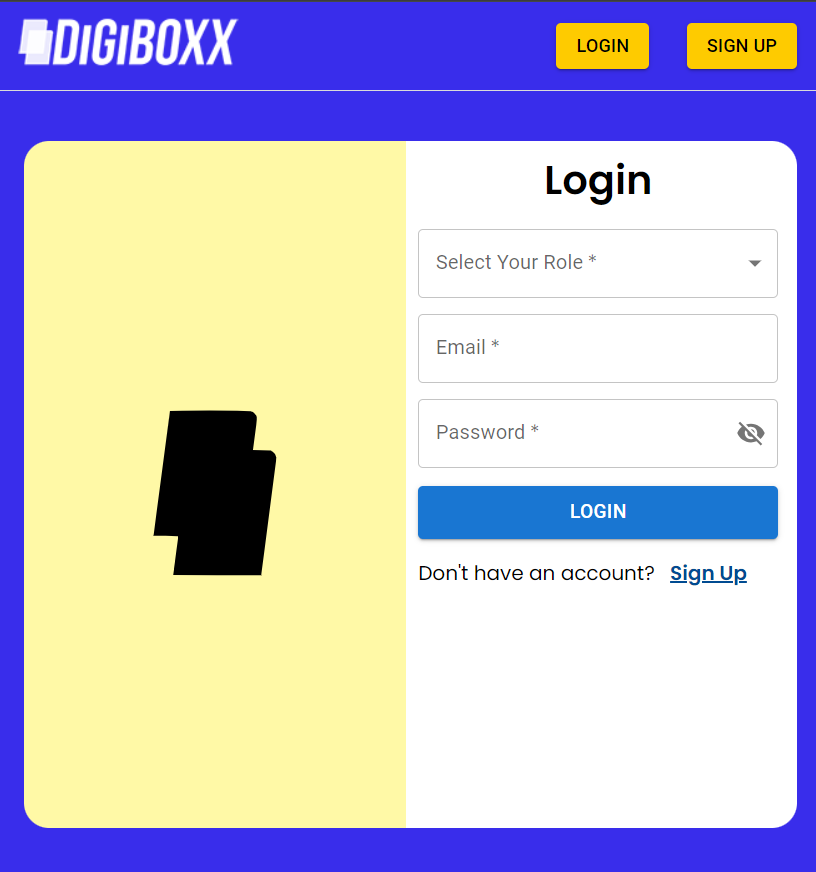 DiGiBOXX
LOGIN
SIGN UP
Login
Select Your Role *
Email *
Password *
LOGIN
Don't have an account? Sign Up